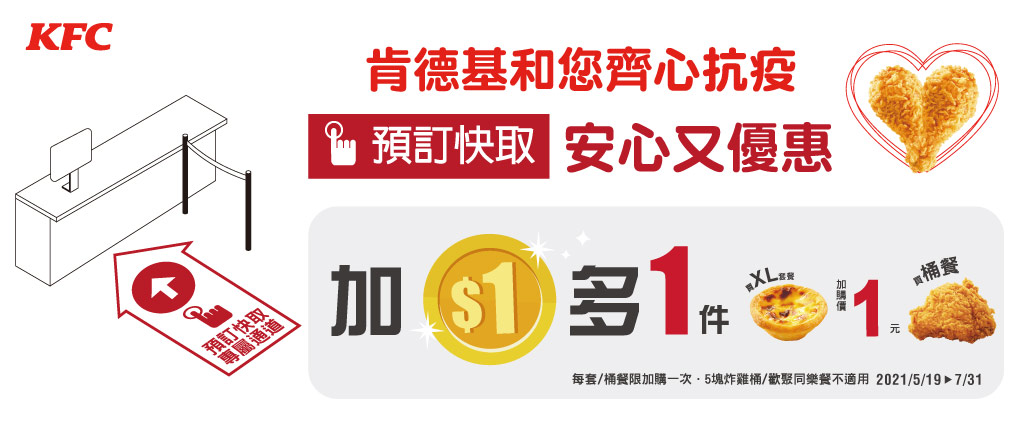 KFC
肯德基和您齊心抗疫
預訂快取 安心又優惠
預訂快取
專屬通道
加 $1 多1件
買XL套餐
加購價1元
買桶餐
每套/桶餐限加購一次・5塊炸雞桶/歡聚同樂餐不適用 2021/5/19▶7/31